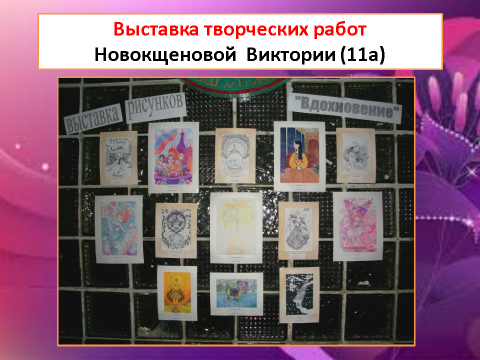 Выставка творческих работ
Новокщеновой Виктории (11а)
выставка рисунков
"Вдохновение"